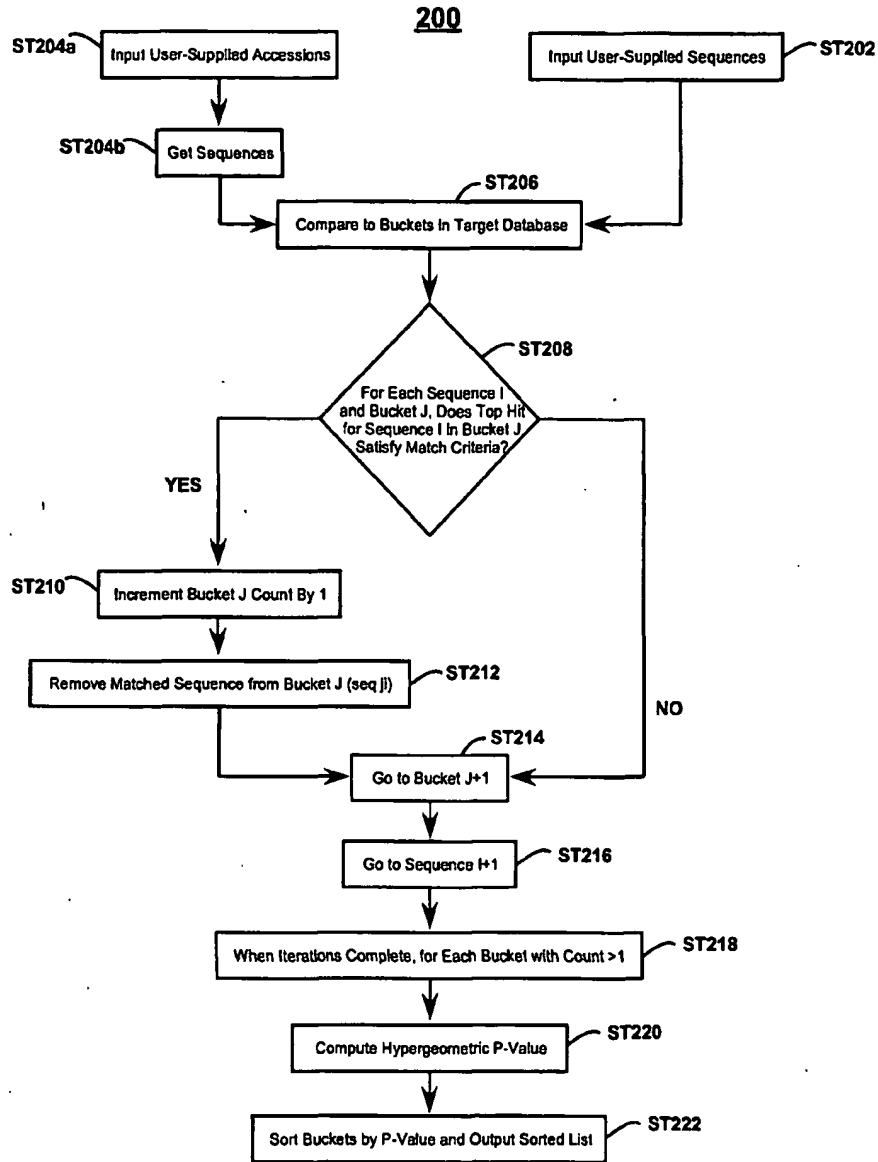 200
ST204a
Input User-Supplied Accessions
Input User-Supplied Sequences
ST202
ST204b
Get Sequences
ST206
Compare to Buckets In Target Database
ST208
For Each Sequence I
and Bucket J, Does Top Hit
for Sequence I In Bucket J
Satisfy Match Criteria?
YES
ST210
Increment Bucket J Count By 1
Remove Matched Sequence from Bucket J (seq ji)
ST212
NO
ST214
Go to Bucket J+1
Go to Sequence I+1
ST216
When Iterations Complete, for Each Bucket with Count >1
ST218
Compute Hypergeometric P-Value
ST220
Sort Buckets by P-Value and Output Sorted List
ST222